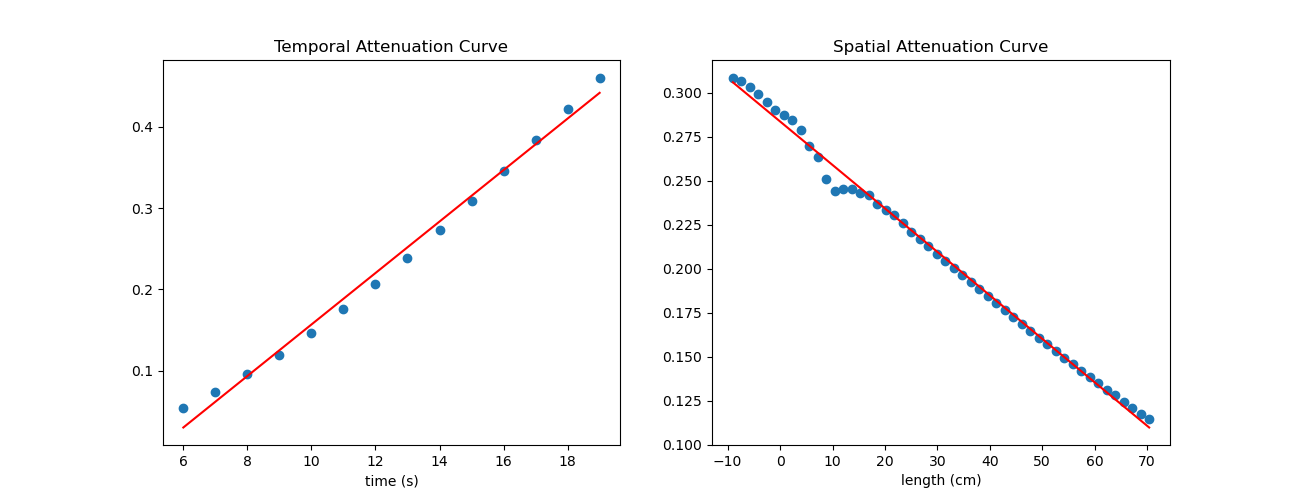 Temporal Attenuation Curve
0.4
0.3
0.2
0.1
6 8 10 12 14 16 18
time (s)
Spatial Attenuation Curve
0.300
0.275
0.250
0.225
0.200
0.175
0.150
0.125
0.100
−10 0 10 20 30 40 50 60 70
length (cm)